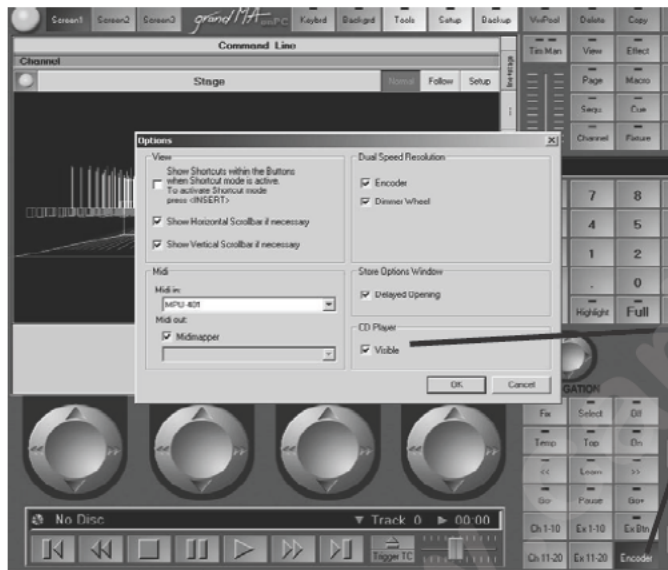 Screen1 Screen2 Screen3 grandMA onPC Keybrd Backgrd Tools Setup Backup VwPool Delete Copy
Command Line
Tim Man View Effect
Channel
Stage Normal Follow Setup
Page Macro
Sequ Cue
Channel Fixture
Options
View
Show Shortcuts within the Buttons
when Shortcut mode is active.
To activate Shortcut mode
press <INSERT>
Show Horizontal Scrollbar if necessary
Show Vertical Scrollbar if necessary
Dual Speed Resolution
Encoder
Dimmer Wheel
7 8
4 5
1 2
. 0
Highlight Full
Midi
Midi in:
MPU-401
Midi out:
Midimapper
Store Options Window
Delayed Opening
CD Player
Visible
OK Cancel
GATION
Fix Select Off
Temp Top On
<< Learn >>
Go- Pause Go+
Ch 1-10 Ex 1-10 Ex Btn
Ch 11-20 Ex 11-20 Encoder
No Disc Track 0 00:00
Trigger TC